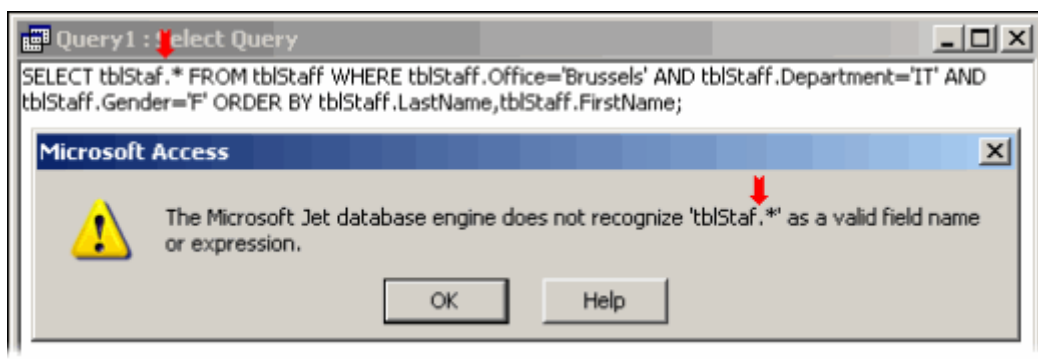 Query1 : Select Query
SELECT tblStaf.* FROM tblStaff WHERE tblStaff.Office='Brussels' AND tblStaff.Department='IT' AND
tblStaff.Gender='F' ORDER BY tblStaff.LastName,tblStaff.FirstName;
Microsoft Access
The Microsoft Jet database engine does not recognize 'tblStaf.*' as a valid field name
or expression.
OK Help